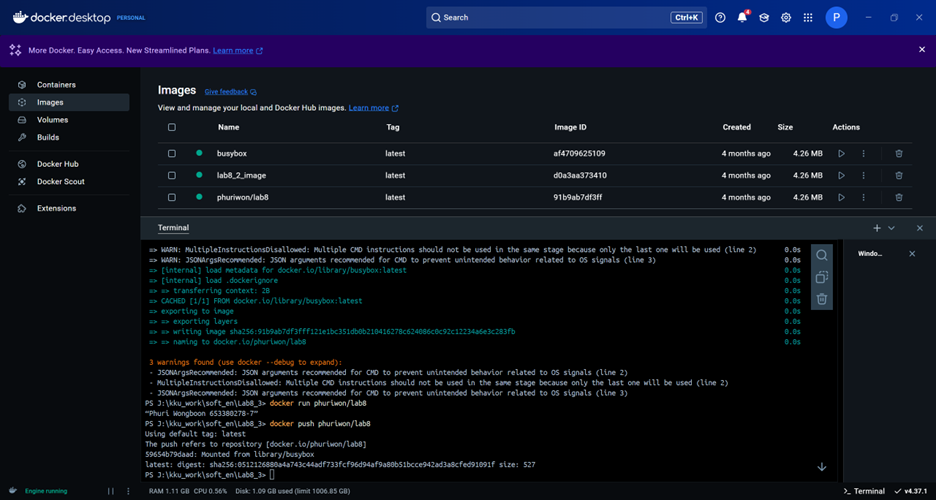 docker.desktop PERSONAL
Search
Ctrl+K
4
P
More Docker. Easy Access. New Streamlined Plans. Learn more
Containers
Images
Volumes
Builds
Docker Hub
Docker Scout
Extensions
Images Give feedback
View and manage your local and Docker Hub images. Learn more
Name Tag Image ID Created Size Actions
busybox latest af4709625109 4 months ago 4.26 MB
lab8_2_image latest d0a3aa373410 4 months ago 4.26 MB
phuriwon/lab8 latest 91b9ab7df3ff 4 months ago 4.26 MB
Terminal
Windo...
=> WARN: MultipleInstructionsDisallowed: Multiple CMD instructions should not be used in the same stage because only the last one will be used (line 2) 0.0s
=> WARN: JSONArgsRecommended: JSON arguments recommended for CMD to prevent unintended behavior related to OS signals (line 3) 0.0s
=> [internal] load metadata for docker.io/library/busybox:latest 0.0s
=> [internal] load .dockerignore 0.0s
=> => transferring context: 2B 0.0s
=> CACHED [1/1] FROM docker.io/library/busybox:latest 0.0s
=> exporting to image 0.0s
=> => exporting layers 0.0s
=> => writing image sha256:91b9ab7df3fff121e1bc351db0b210416278c624086c0c92c12234a6e3c283fb 0.0s
=> => naming to docker.io/phuriwon/lab8 0.0s
3 warnings found (use docker --debug to expand):
- JSONArgsRecommended: JSON arguments recommended for CMD to prevent unintended behavior related to OS signals (line 2)
- MultipleInstructionsDisallowed: Multiple CMD instructions should not be used in the same stage because only the last one will be used (line 2)
- JSONArgsRecommended: JSON arguments recommended for CMD to prevent unintended behavior related to OS signals (line 3)
PS J:\kku_work\soft_en\Lab8_3> docker run phuriwon/lab8
“Phuri Wongboon 653380278-7”
PS J:\kku_work\soft_en\Lab8_3> docker push phuriwon/lab8
Using default tag: latest
The push refers to repository [docker.io/phuriwon/lab8]
59654b79daad: Mounted from library/busybox
latest: digest: sha256:0512126880a4a743c44adf733fcf96d94af9a80b51bcce942ad3a8cfed91091f size: 527
PS J:\kku_work\soft_en\Lab8_3>
Engine running
RAM 1.11 GB CPU 0.56% Disk: 1.09 GB used (limit 1006.85 GB)
>_ Terminal
v4.37.1